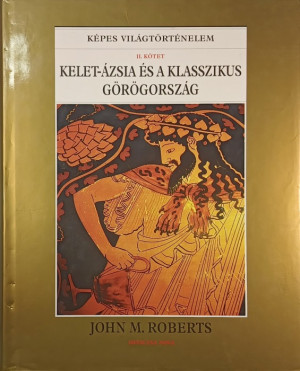 KÉPES VILÁGTÖRTÉNELEM
II. KÖTET
KELET-ÁZSIA ÉS A KLASSZIKUS
GÖRÖGORSZÁG
JOHN M. ROBERTS